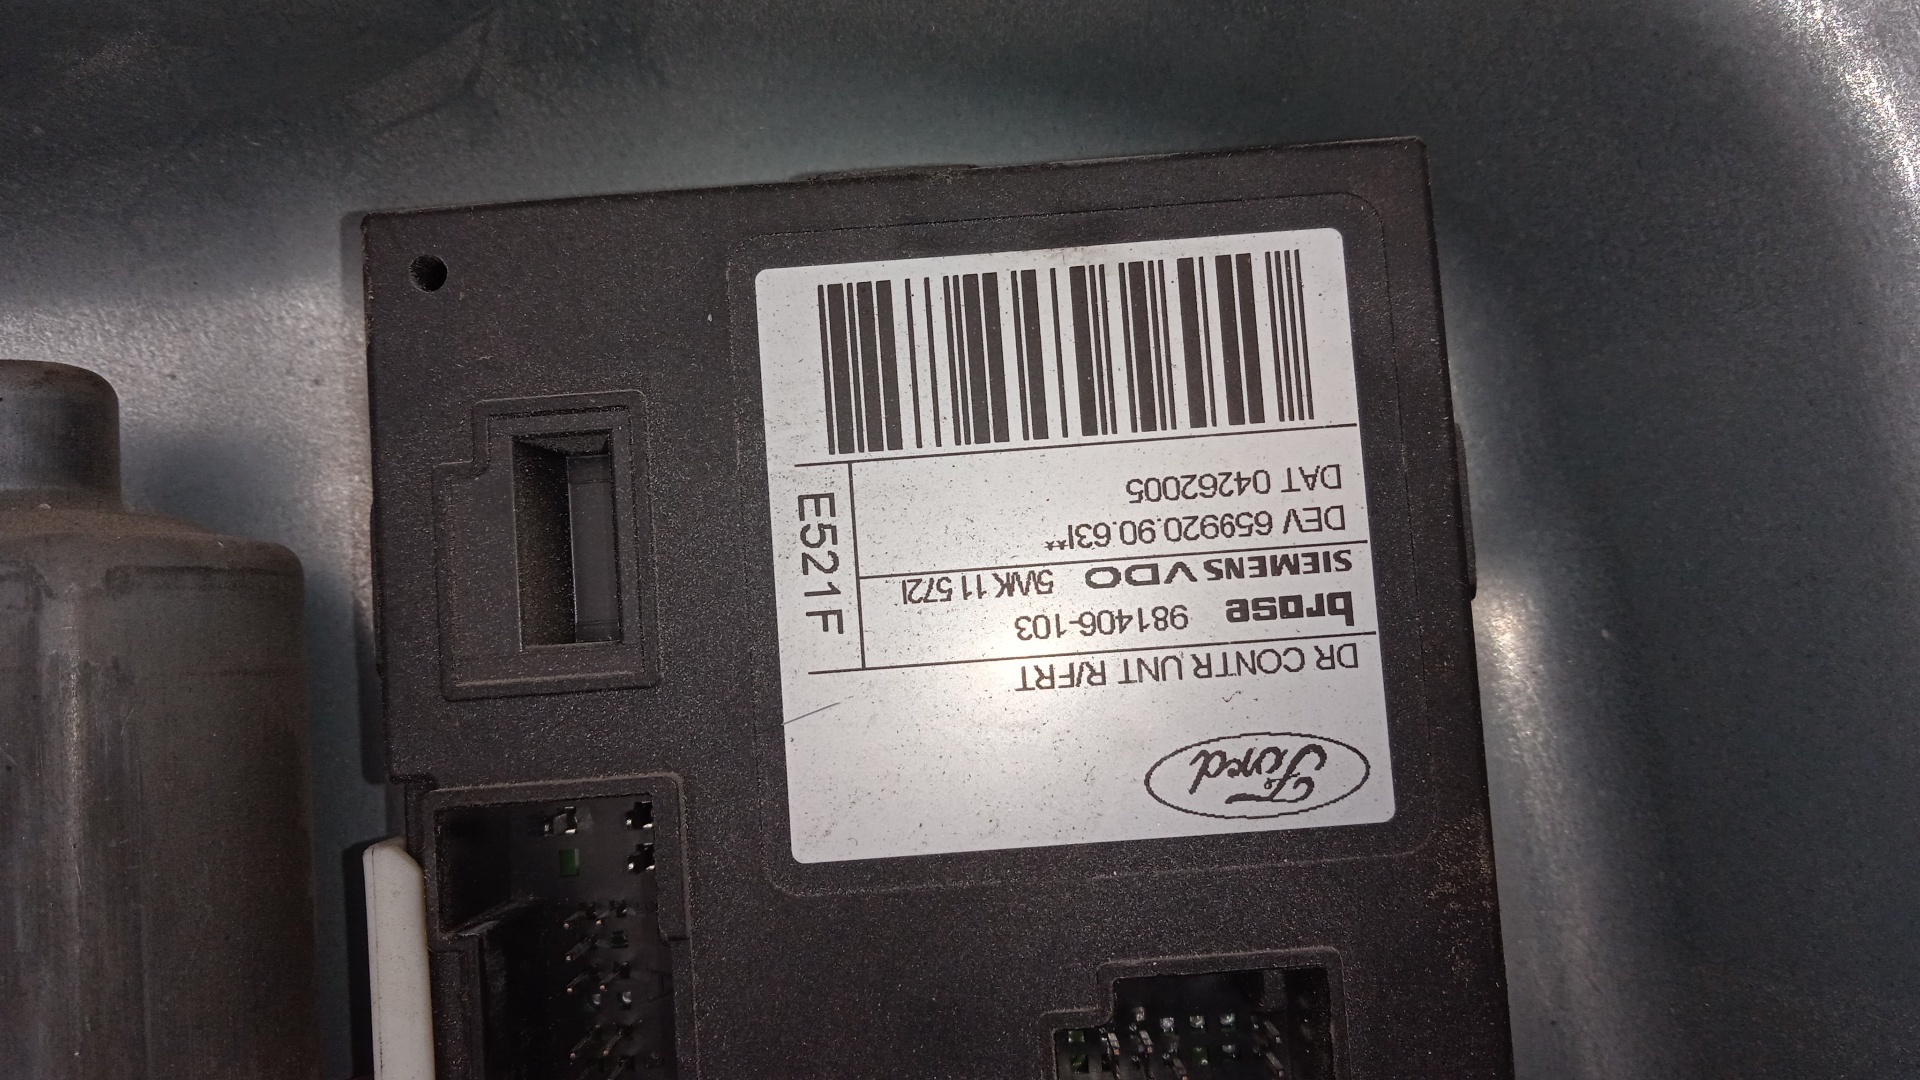 Ford
DR CONTR UNT R/FRT
brose 981406-103
SIEMENS VDO 5WK 11 572I
DEV 659920.90.63I**
DAT 04262005
E521F